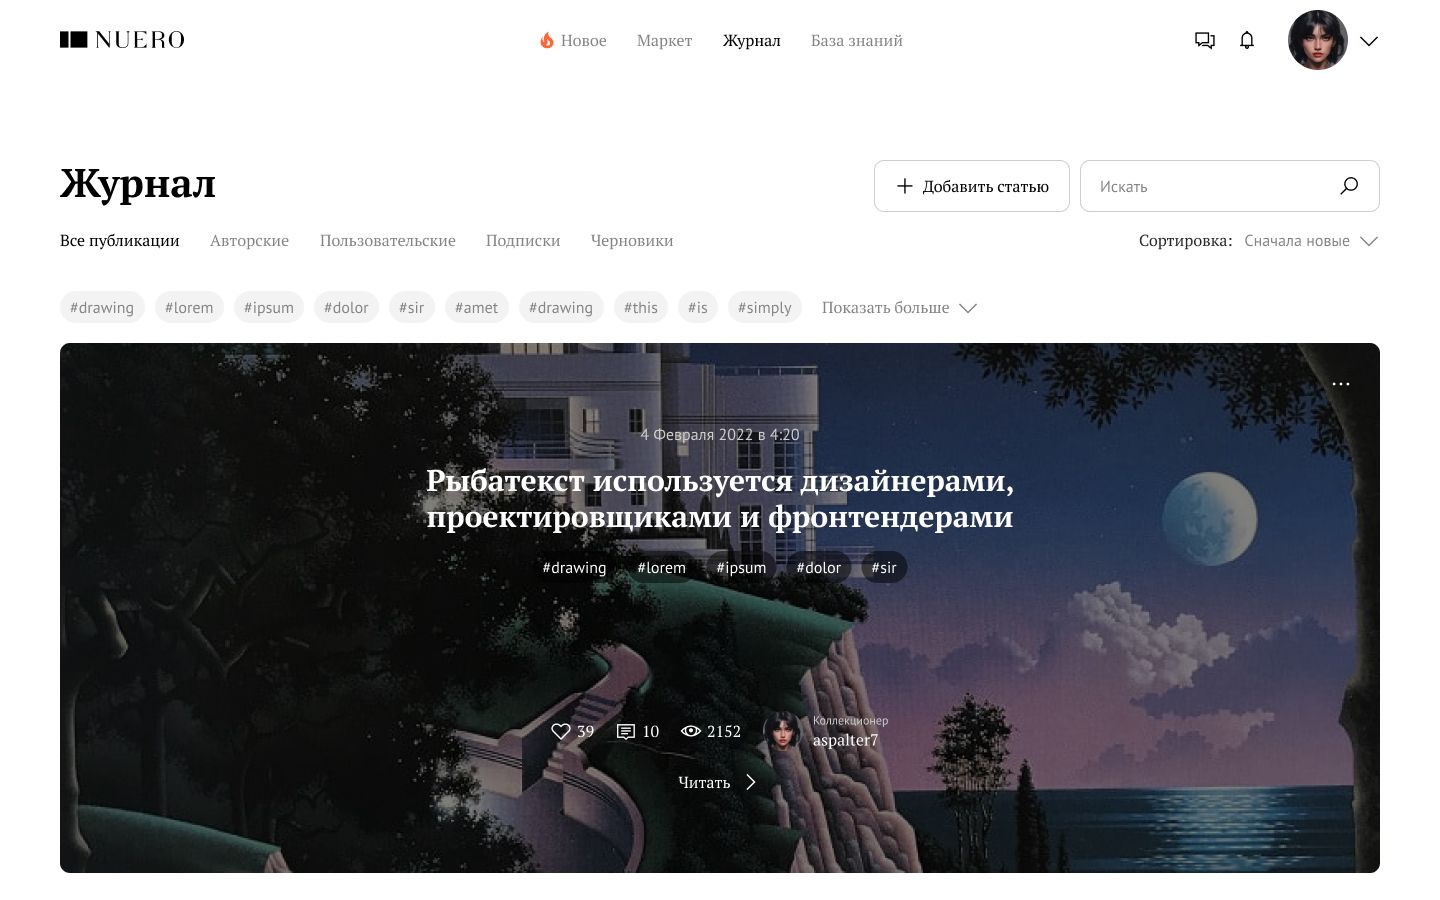 NUERO
Новое Маркет Журнал База знаний
Журнал
Добавить статью
Искать
Все публикации Авторские Пользовательские Подписки Черновики
Сортировка: Сначала новые
#drawing #lorem #ipsum #dolor #sir #amet #drawing #this #is #simply Показать больше
4 Февраля 2022 в 4:20
Рыбатекст используется дизайнерами,
проектировщиками и фронтендерами
#drawing #lorem #ipsum #dolor #sir
39 10 2152
Коллекционер
aspalter7
Читать